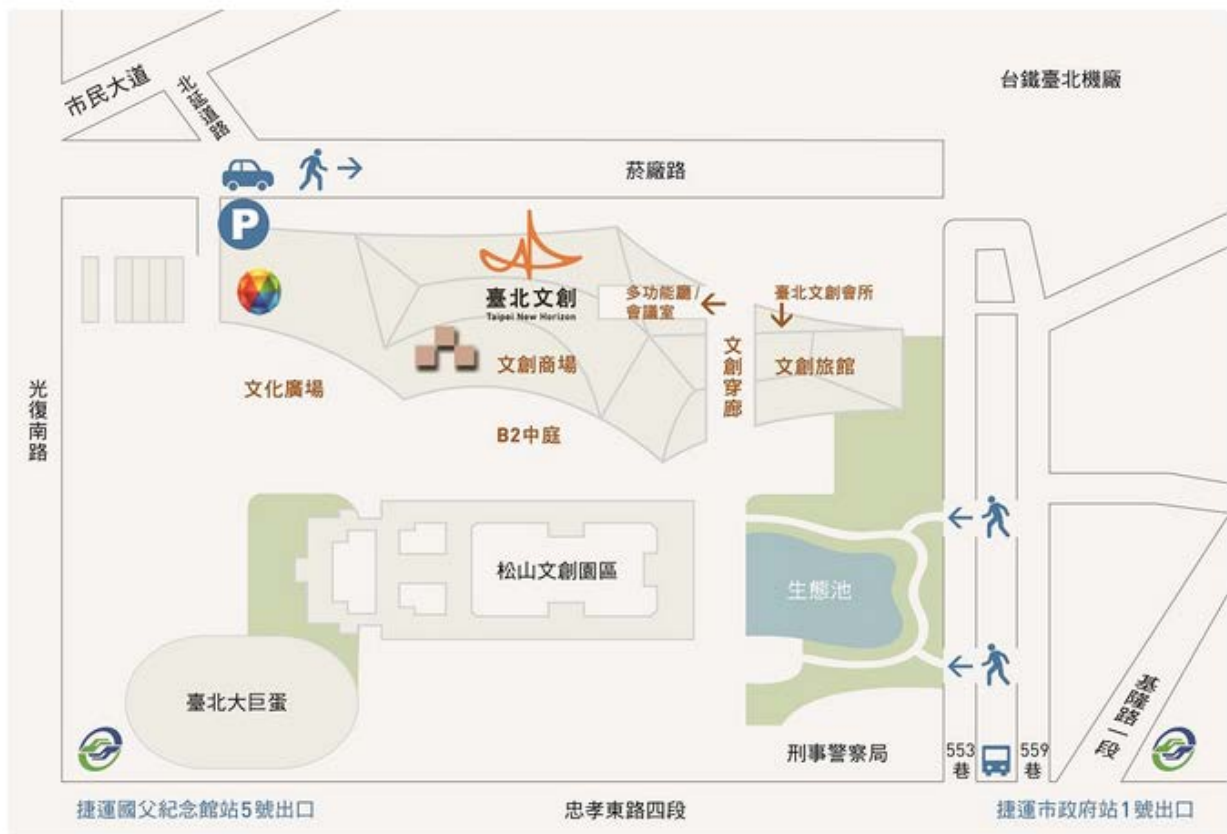 市民大道
北延道路
台鐵臺北機廠
菸廠路
P
臺北文創
Taipei New Horizon
多功能廳/
會議室
臺北文創會所
文創商場
文創穿廊
文創旅館
文化廣場
光復南路
B2中庭
松山文創園區
生態池
臺北大巨蛋
基隆路一段
刑事警察局
553
巷
559
巷
捷運國父紀念館站5號出口
忠孝東路四段
捷運市政府站1號出口